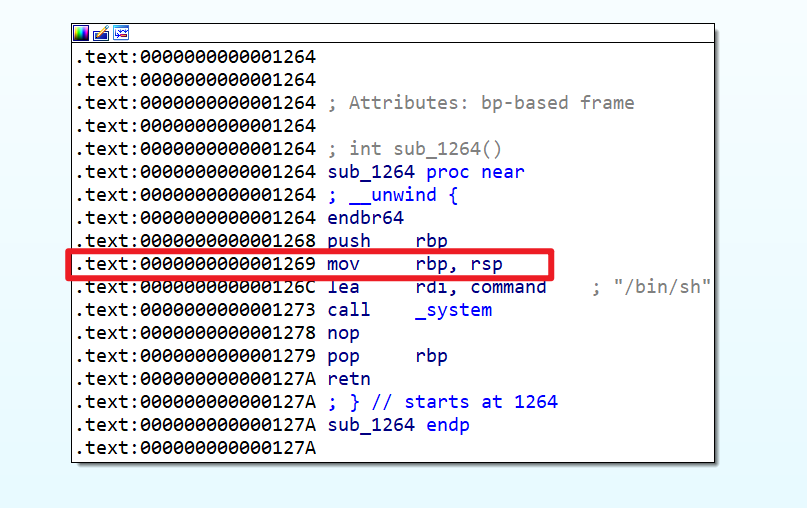 .text:0000000000001264
.text:0000000000001264
.text:0000000000001264 ; Attributes: bp-based frame
.text:0000000000001264
.text:0000000000001264 ; int sub_1264()
.text:0000000000001264 sub_1264 proc near
.text:0000000000001264 ; __unwind {
.text:0000000000001264 endbr64
.text:0000000000001268 push    rbp
.text:0000000000001269 mov     rbp, rsp
.text:000000000000126C lea     rdi, command    ; "/bin/sh"
.text:0000000000001273 call    _system
.text:0000000000001278 nop
.text:0000000000001279 pop     rbp
.text:000000000000127A retn
.text:000000000000127A ; } // starts at 1264
.text:000000000000127A sub_1264 endp
.text:000000000000127A